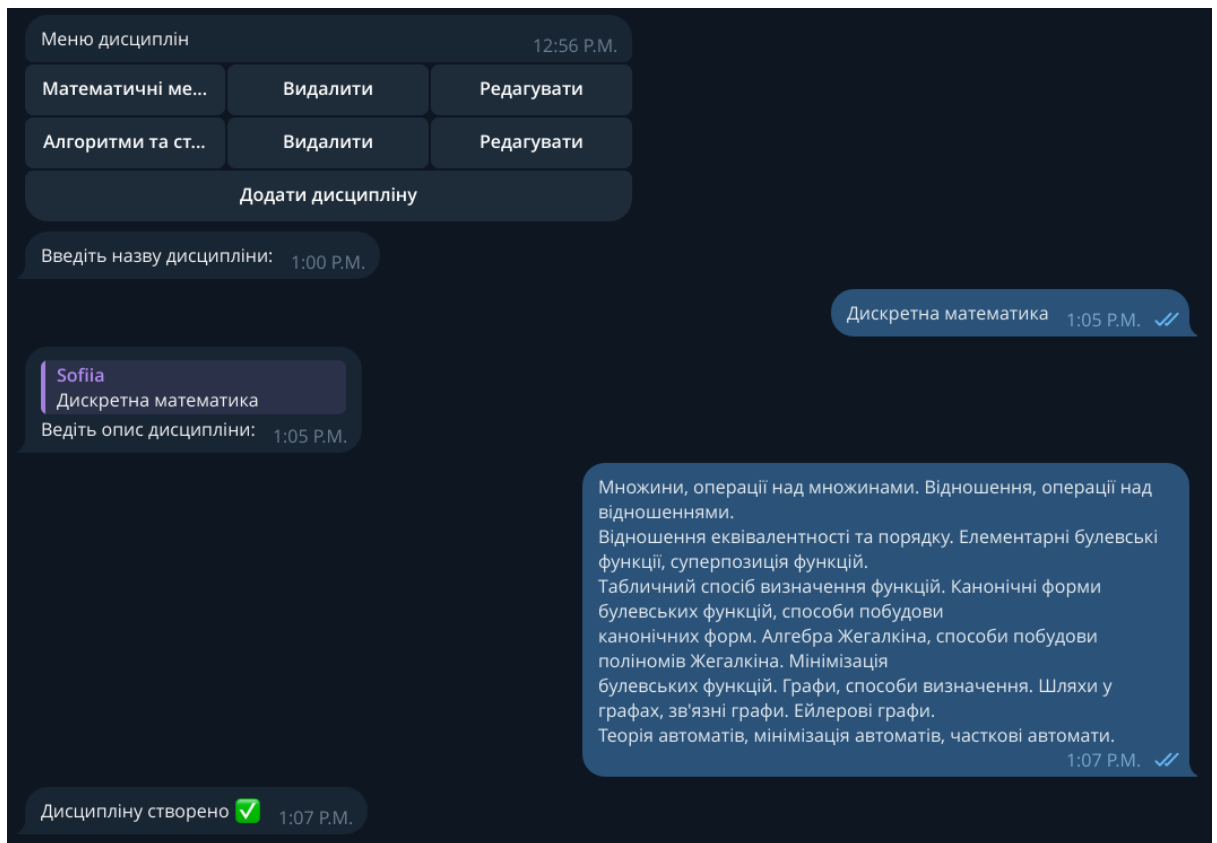 Меню дисциплін
12:56 P.M.
Математичні ме... Видалити Редагувати
Алгоритми та ст... Видалити Редагувати
Додати дисципліну
Введіть назву дисципліни: 1:00 P.M.
Дискретна математика 1:05 P.M.
Sofiia
Дискретна математика
Ведіть опис дисципліни: 1:05 P.M.
Множини, операції над множинами. Відношення, операції над
відношеннями.
Відношення еквівалентності та порядку. Елементарні булевські
функції, суперпозиція функцій.
Табличний спосіб визначення функцій. Канонічні форми
булевських функцій, способи побудови
канонічних форм. Алгебра Жегалкіна, способи побудови
поліномів Жегалкіна. Мінімізація
булевських функцій. Графи, способи визначення. Шляхи у
графах, зв'язні графи. Ейлерові графи.
Теорія автоматів, мінімізація автоматів, часткові автомати.
1:07 P.M.
Дисципліну створено ✅ 1:07 P.M.